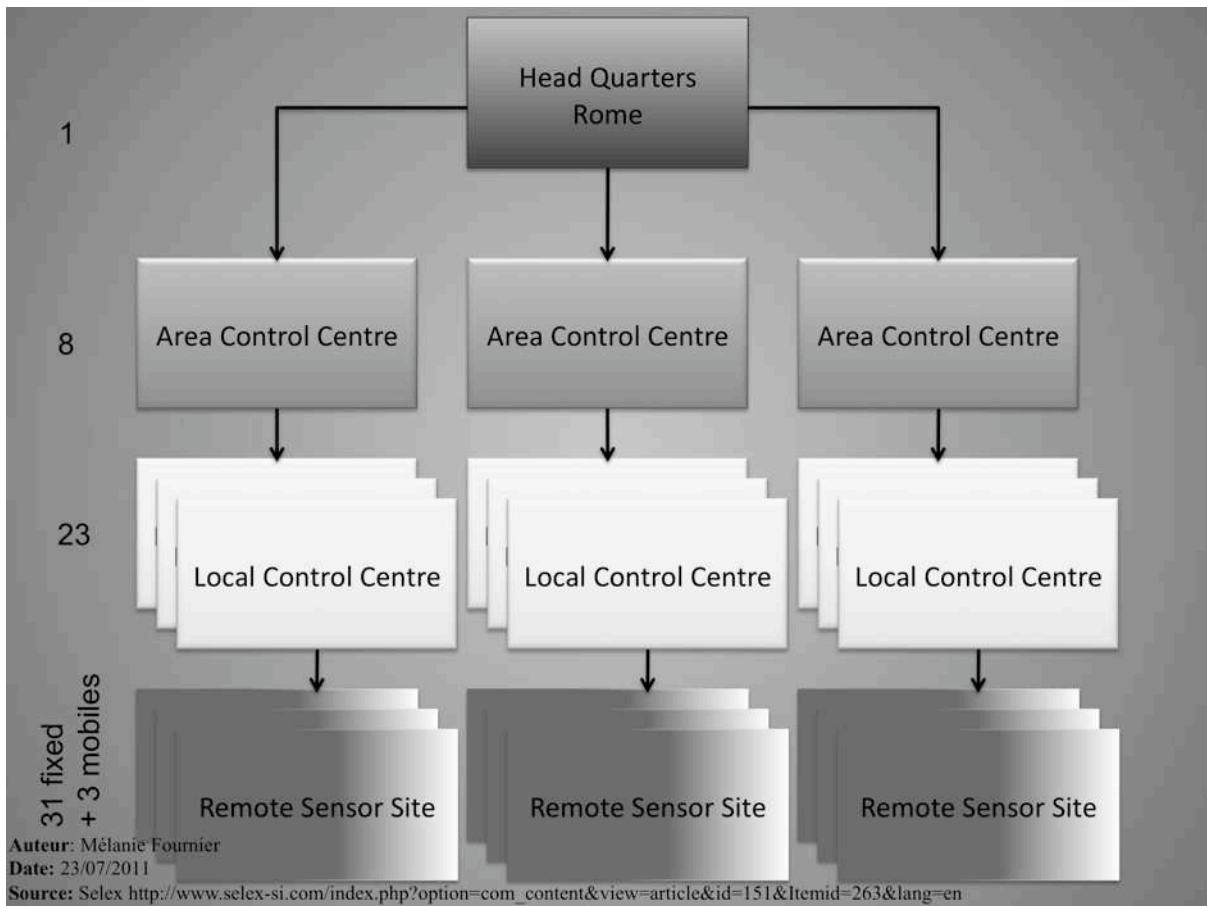 Head Quarters
Rome
1
Area Control Centre
Area Control Centre
Area Control Centre
8
Local Control Centre
Local Control Centre
Local Control Centre
23
Remote Sensor Site
Remote Sensor Site
Remote Sensor Site
31 fixed
+ 3 mobiles
Auteur: Mélanie Fournier
Date: 23/07/2011
Source: Selex http://www.selex-si.com/index.php?option=com_content&view=article&id=151&Itemid=263&lang=en